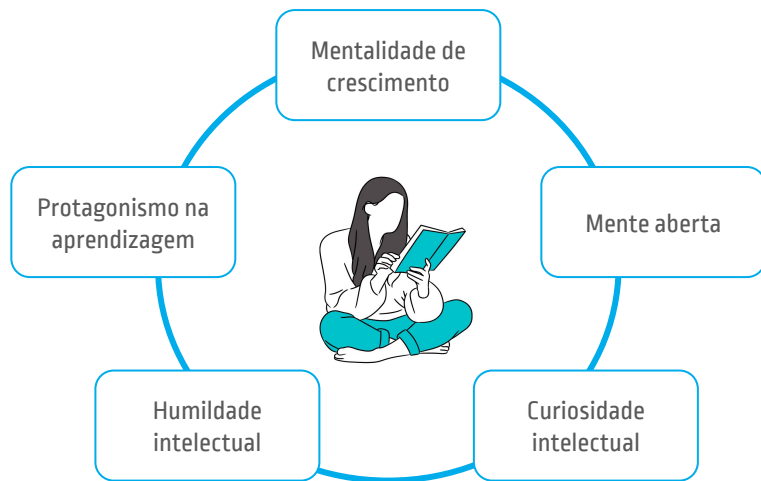 Mentalidade de
crescimento
Protagonismo na
aprendizagem
Mente aberta
Humildade
intelectual
Curiosidade
intelectual